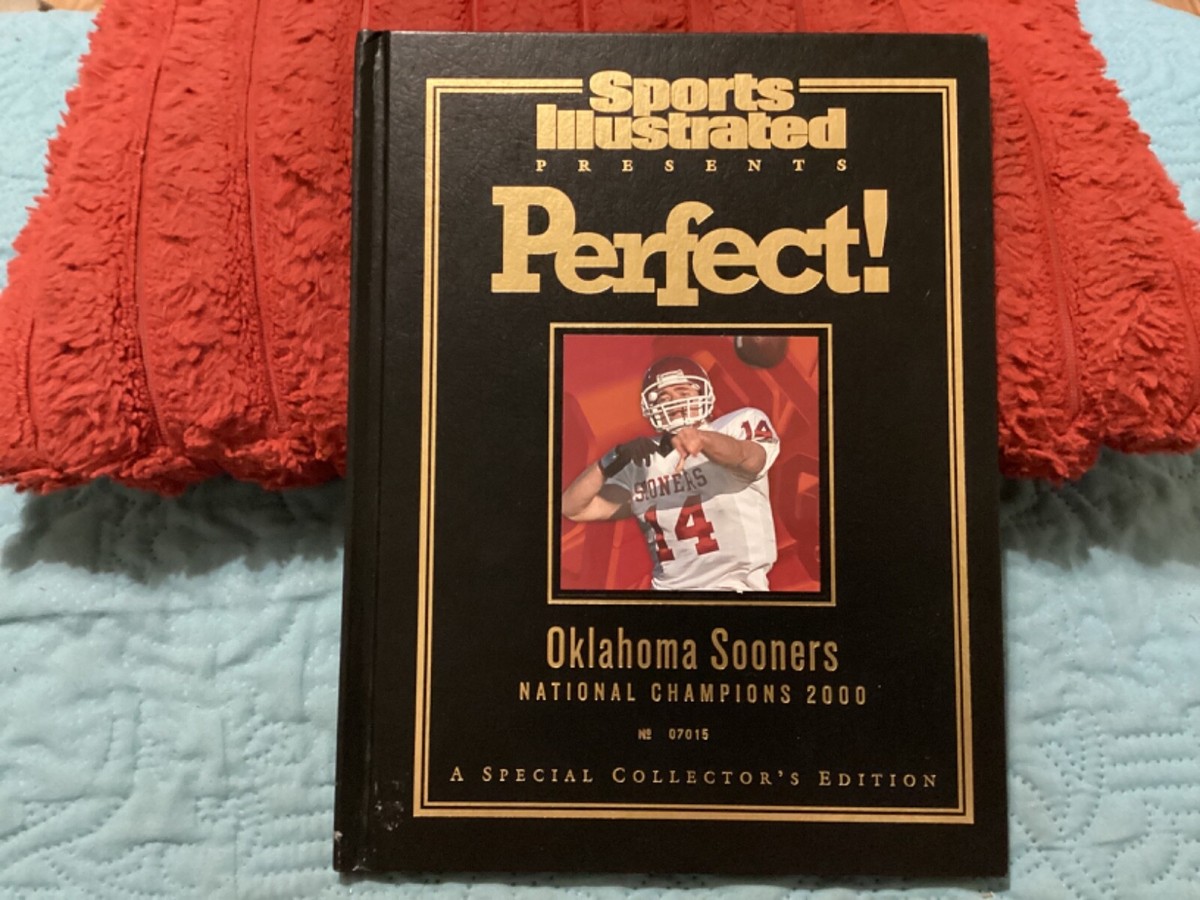 Sports
Illustrated
PRESENTS
Perfect!
14
SOONERS
14
Oklahoma Sooners
NATIONAL CHAMPIONS 2000
№ 07015
A SPECIAL COLLECTOR'S EDITION